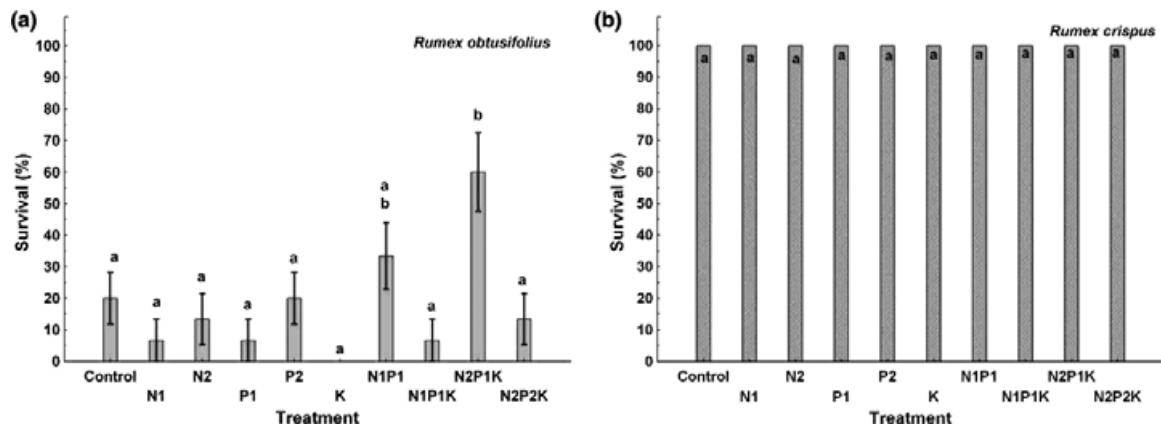 (a)
Rumex obtusifolius
100
90
80
70
60
50
40
30
20
10
0
Survival (%)
a
a
a
a
a
a
a
b
a
b
a
Control
N1
N2
P1
P2
K
N1P1
N1P1K
N2P1K
N2P2K
Treatment
(b)
Rumex crispus
100
90
80
70
60
50
40
30
20
10
0
Survival (%)
a
a
a
a
a
a
a
a
a
a
Control
N1
N2
P1
P2
K
N1P1
N1P1K
N2P1K
N2P2K
Treatment